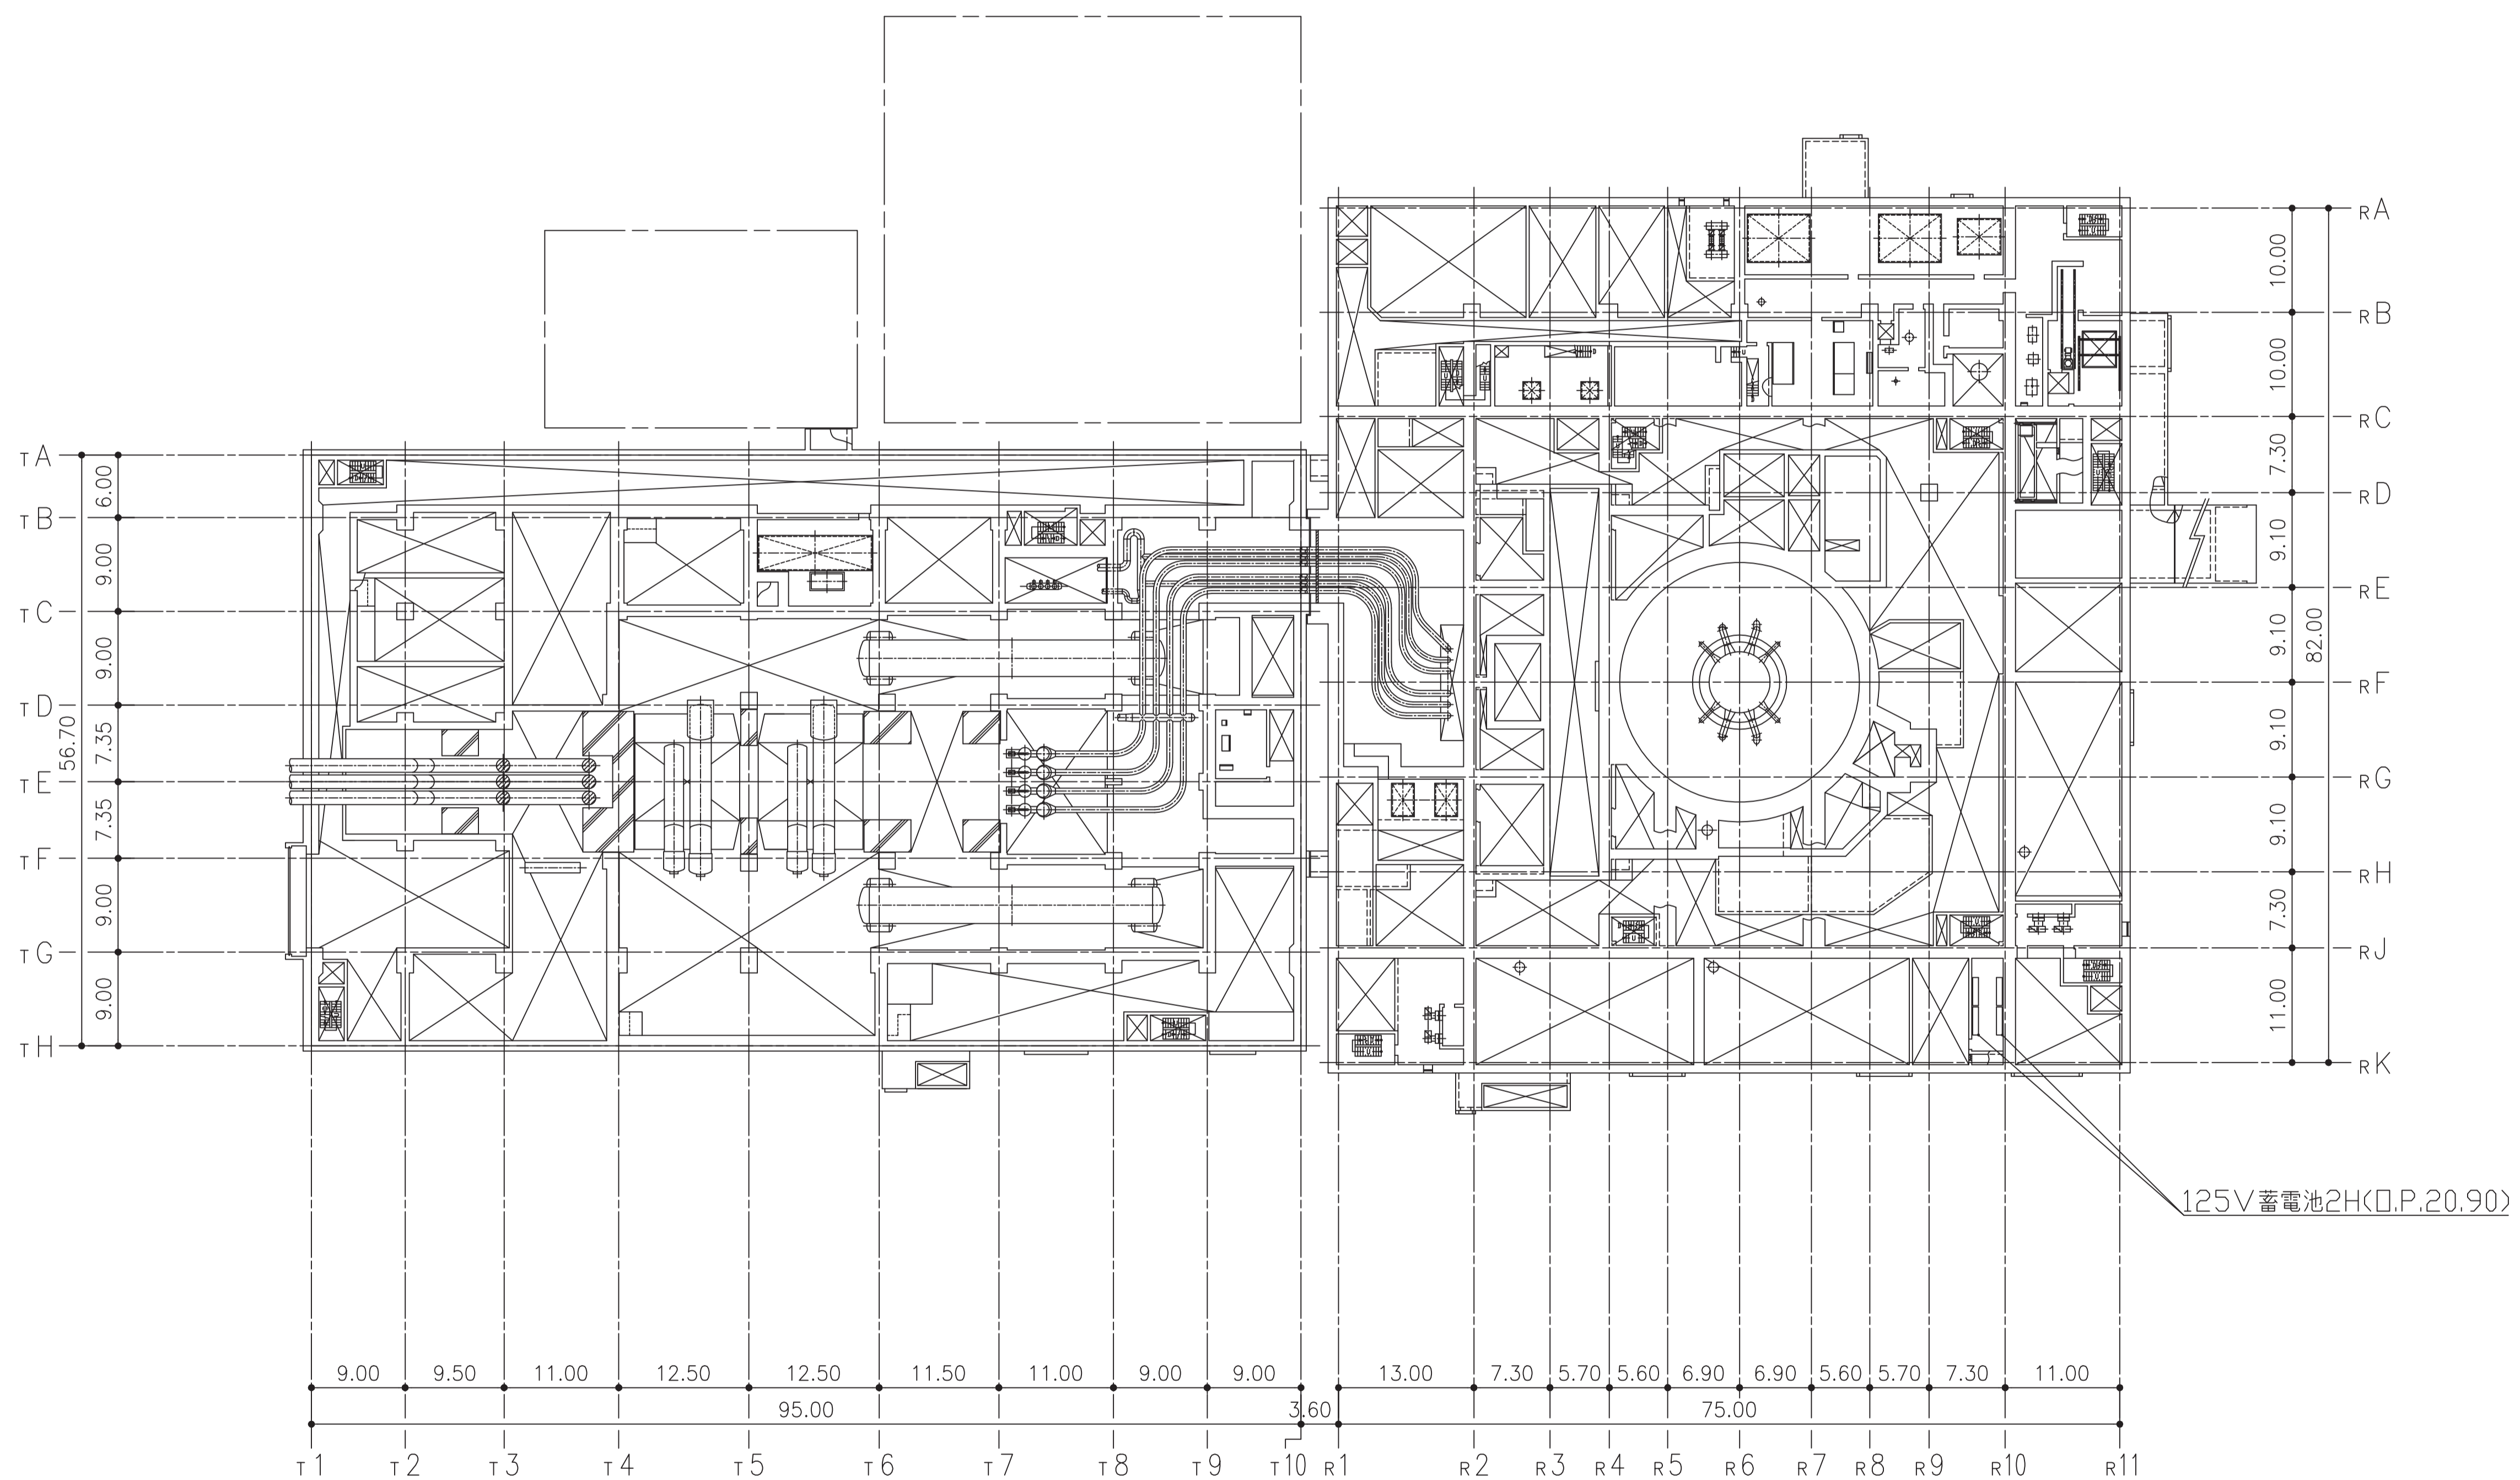 RA
10.00
RB
10.00
RC
7.30
RD
9.10
RE
9.10
82.00
RF
9.10
RG
9.10
RH
7.30
RJ
11.00
RK
TA
6.00
TB
9.00
TC
9.00
TD
56.70
7.35
TE
7.35
TF
9.00
TG
9.00
TH
125V蓄電池2H(O.P.20.90)
9.00 9.50 11.00 12.50 12.50 11.50 11.00 9.00 9.00 13.00 7.30 5.70 5.60 6.90 6.90 5.60 5.70 7.30 11.00
95.00 3.60 75.00
T1 T2 T3 T4 T5 T6 T7 T8 T9 T10 R1 R2 R3 R4 R5 R6 R7 R8 R9 R10 R11